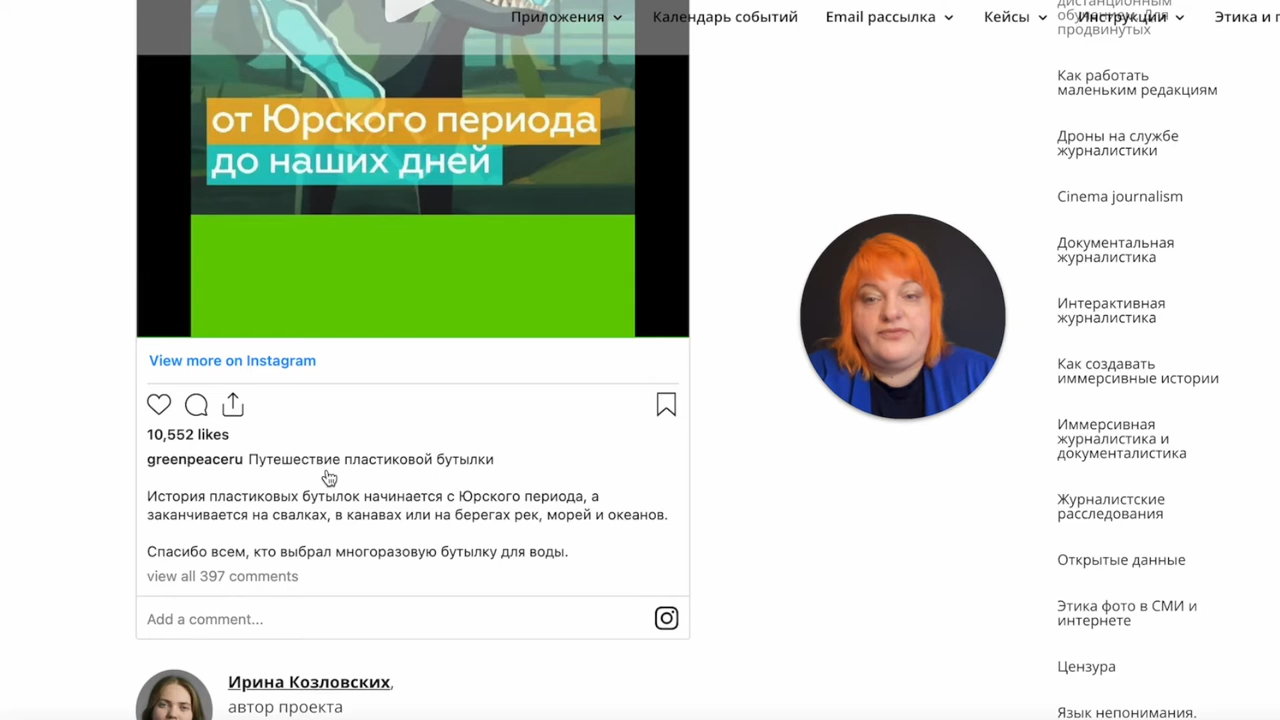 Приложения
Календарь событий
Email рассылка
Кейсы
Инструкции
Этика и
от Юрского периода
до наших дней
View more on Instagram
10,552 likes
greenpeaceru Путешествие пластиковой бутылки
История пластиковых бутылок начинается с Юрского периода, а
заканчивается на свалках, в канавах или на берегах рек, морей и океанов.
Спасибо всем, кто выбрал многоразовую бутылку для воды.
view all 397 comments
Add a comment...
Ирина Козловских,
автор проекта
дистанционным
обучением. Для
продвинутых
Как работать
маленьким редакциям
Дроны на службе
журналистики
Cinema journalism
Документальная
журналистика
Интерактивная
журналистика
Как создавать
иммерсивные истории
Иммерсивная
журналистика и
документалистика
Журналистские
расследования
Открытые данные
Этика фото в СМИ и
интернете
Цензура
Язык непонимания.